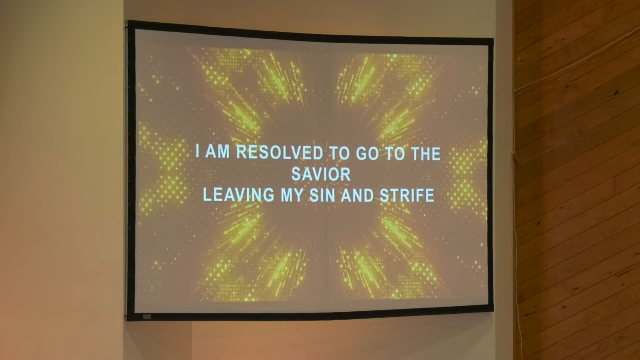 I AM RESOLVED TO GO TO THE
SAVIOR
LEAVING MY SIN AND STRIFE